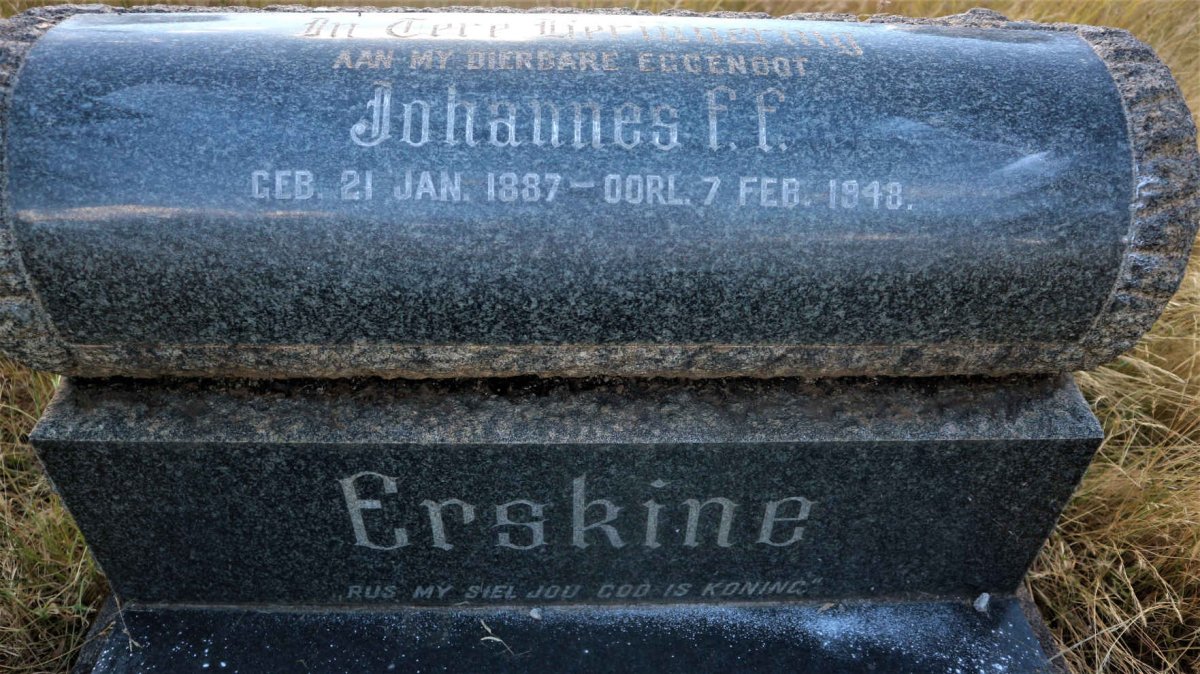 In Tere Herinnering
AAN MY DIERBARE EGGENOOT
Johannes F. F.
GEB. 21 JAN. 1887 - OORL. 7 FEB. 1948.
Erskine
RUS MY SIEL JOU GOD IS KONING"